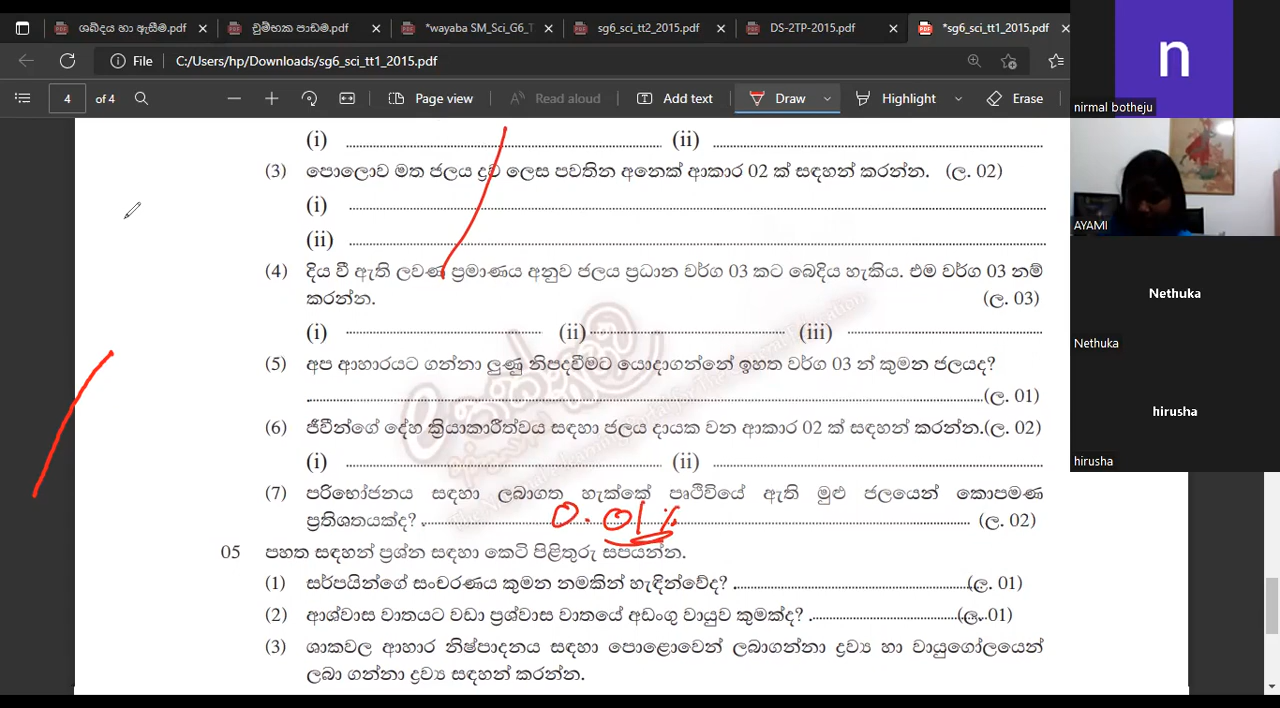 ශබ්දය හා ඇසීම.pdf
චුම්භක පාඩම.pdf
*wayaba SM_Sci_G6_T
sg6_sci_tt2_2015.pdf
DS-2TP-2015.pdf
*sg6_sci_tt1_2015.pdf
File C:/Users/hp/Downloads/sg6_sci_tt1_2015.pdf
4 of 4 Page view Read aloud Add text Draw Highlight Erase
n
nirmal botheju
AYAMI
Nethuka
Nethuka
hirusha
hirusha
(i) ........ (ii) ........
(3) පොලොව මත ජලය ද්‍රව ලෙස පවතින අනෙක් ආකාර 02 ක් සඳහන් කරන්න. (ල. 02)
(i) ........
(ii) ........
(4) දිය වී ඇති ලවණ ප්‍රමාණය අනුව ජලය ප්‍රධාන වර්ග 03 කට බෙදිය හැකිය. එම වර්ග 03 නම්
කරන්න. (ල. 03)
(i) ........ (ii) ........ (iii) ........
(5) අප ආහාරයට ගන්නා ලුණු නිපදවීමට යොදාගන්නේ ඉහත වර්ග 03 න් කුමන ජලයද?
........(ල. 01)
(6) ජීවීන්ගේ දේහ ක්‍රියාකාරීත්වය සඳහා ජලය දායක වන ආකාර 02 ක් සඳහන් කරන්න.(ල. 02)
(i) ........ (ii) ........
(7) පරිභෝජනය සඳහා ලබාගත හැක්කේ පෘථිවියේ ඇති මුළු ජලයෙන් කොපමණ
ප්‍රතිශතයක්ද? ........ 0.01% ........ (ල. 02)
05 පහත සඳහන් ප්‍රශ්න සඳහා කෙටි පිළිතුරු සපයන්න.
(1) සර්පයින්ගේ සංචරණය කුමන නමකින් හැඳින්වේද? ........(ල. 01)
(2) ආශ්වාස වාතයට වඩා ප්‍රශ්වාස වාතයේ අඩංගු වායුව කුමක්ද? ........(ල. 01)
(3) ශාකවල ආහාර නිෂ්පාදනය සඳහා පොළොවෙන් ලබාගන්නා ද්‍රව්‍ය හා වායුගෝලයෙන්
ලබා ගන්නා ද්‍රව්‍ය සඳහන් කරන්න.